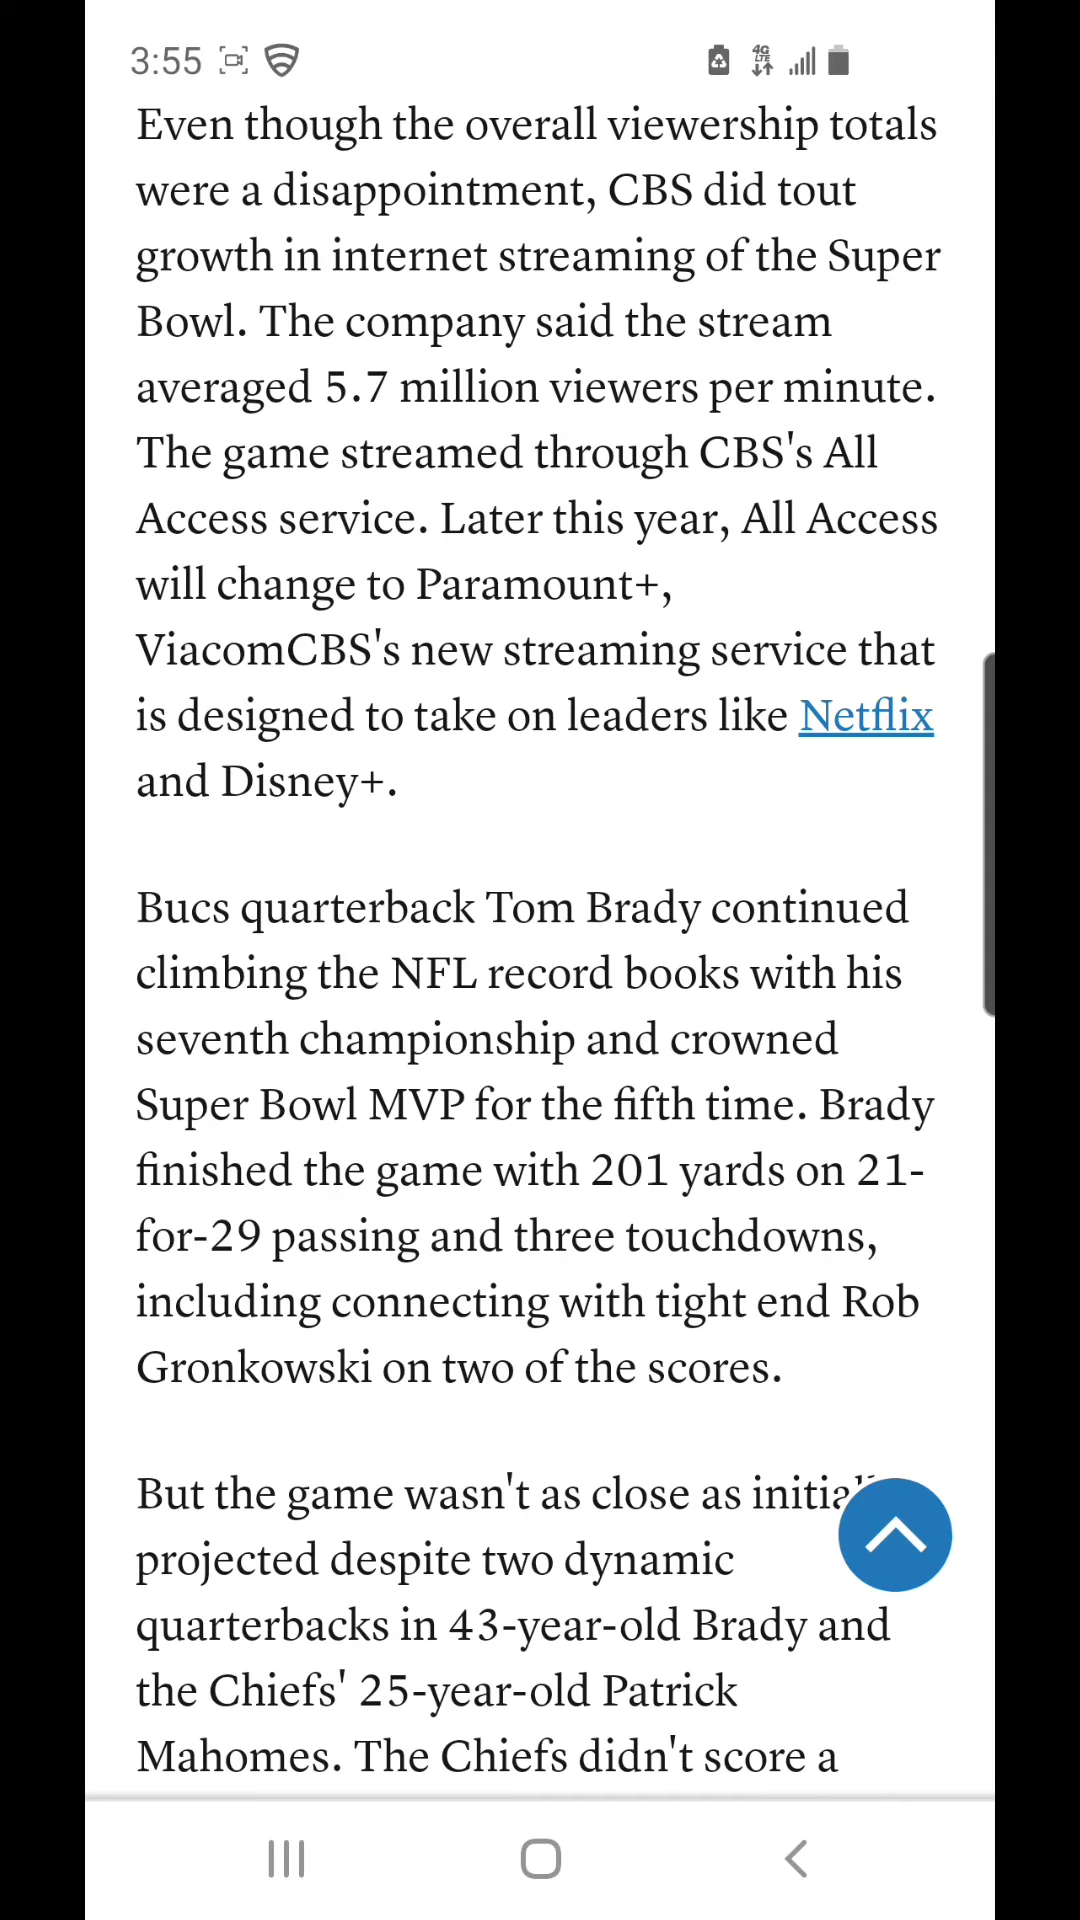 3:55
4G
LTE
Even though the overall viewership totals
were a disappointment, CBS did tout
growth in internet streaming of the Super
Bowl. The company said the stream
averaged 5.7 million viewers per minute.
The game streamed through CBS's All
Access service. Later this year, All Access
will change to Paramount+,
ViacomCBS's new streaming service that
is designed to take on leaders like Netflix
and Disney+.
Bucs quarterback Tom Brady continued
climbing the NFL record books with his
seventh championship and crowned
Super Bowl MVP for the fifth time. Brady
finished the game with 201 yards on 21-
for-29 passing and three touchdowns,
including connecting with tight end Rob
Gronkowski on two of the scores.
But the game wasn't as close as
projected despite two dynamic
quarterbacks in 43-year-old Brady and
the Chiefs' 25-year-old Patrick
Mahomes. The Chiefs didn't score a